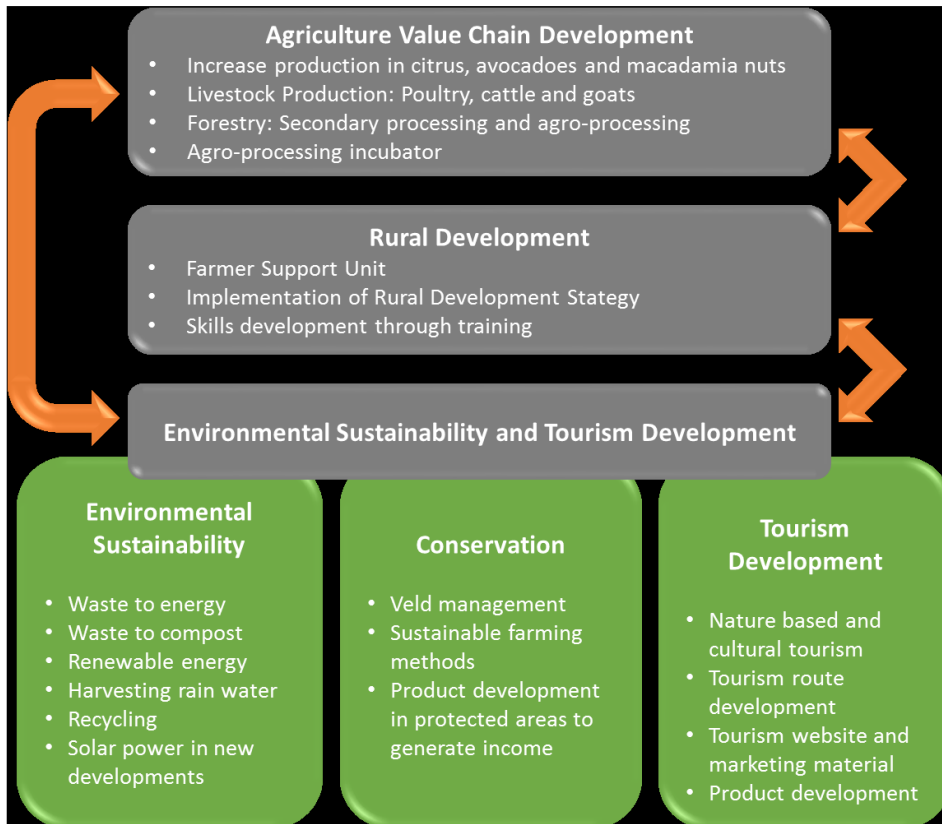 Agriculture Value Chain Development
• Increase production in citrus, avocadoes and macadamia nuts
• Livestock Production: Poultry, cattle and goats
• Forestry: Secondary processing and agro-processing
• Agro-processing incubator
Rural Development
• Farmer Support Unit
• Implementation of Rural Development Stategy
• Skills development through training
Environmental Sustainability and Tourism Development
Environmental
Sustainability
• Waste to energy
• Waste to compost
• Renewable energy
• Harvesting rain water
• Recycling
• Solar power in new
developments
Conservation
• Veld management
• Sustainable farming
methods
• Product development
in protected areas to
generate income
Tourism
Development
• Nature based and
cultural tourism
• Tourism route
development
• Tourism website and
marketing material
• Product development